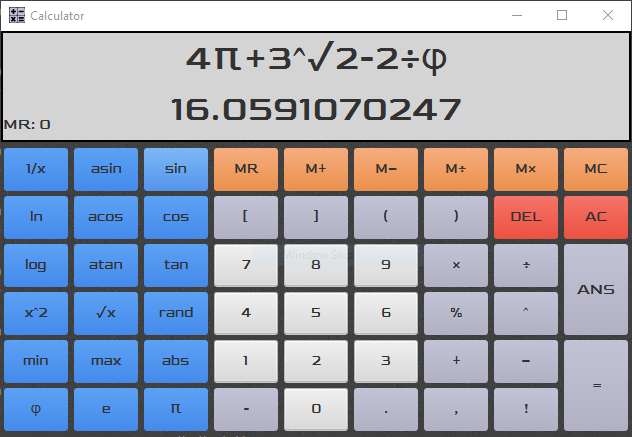 Calculator
4π+3^√2-2÷φ
16.0591070247
MR: 0
1/x asin sin MR M+ M− M÷ M× MC
ln acos cos [ ] ( ) DEL AC
log atan tan 7 8 9 × ÷ ANS
x^2 √x rand 4 5 6 % ^
min max abs 1 2 3 + − =
φ e π - 0 . , !